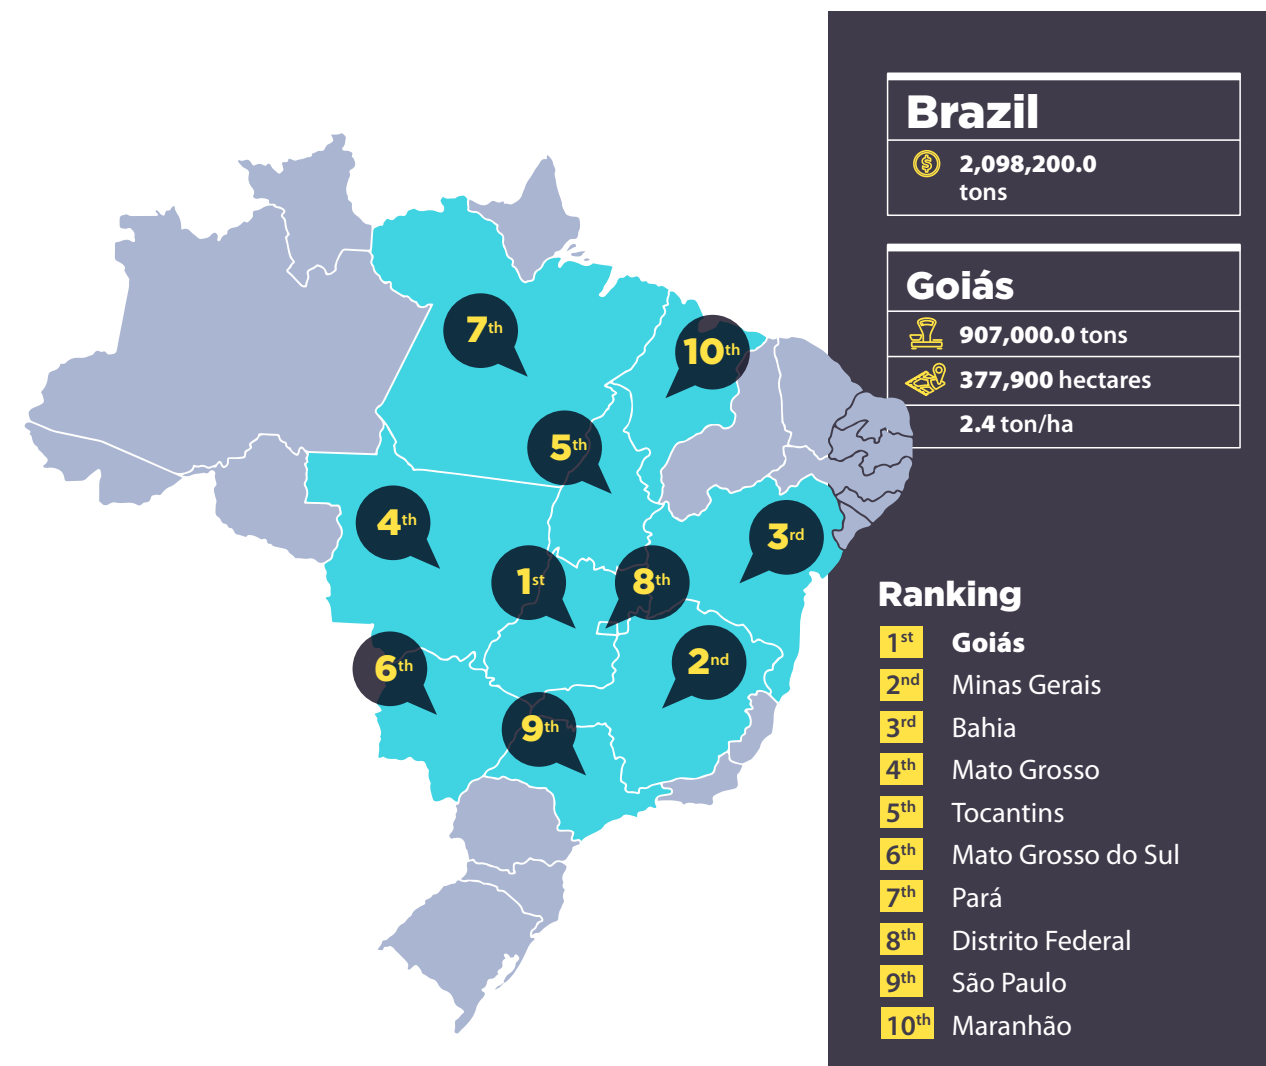 Brazil
2,098,200.0
tons
Goiás
907,000.0 tons
377,900 hectares
2.4 ton/ha
7th
10th
5th
4th
3rd
1st
8th
6th
2nd
9th
Ranking
1st Goiás
2nd Minas Gerais
3rd Bahia
4th Mato Grosso
5th Tocantins
6th Mato Grosso do Sul
7th Pará
8th Distrito Federal
9th São Paulo
10th Maranhão